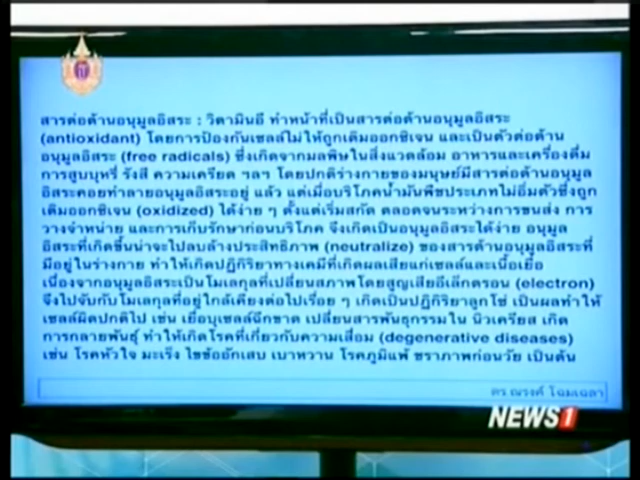 สารต่อต้านอนุมูลอิสระ : วิตามินอี ทำหน้าที่เป็นสารต่อต้านอนุมูลอิสระ
(antioxidant) โดยการป้องกันเซลล์ไม่ให้ถูกเติมออกซิเจน และเป็นตัวต่อต้าน
อนุมูลอิสระ (free radicals) ซึ่งเกิดจากมลพิษในสิ่งแวดล้อม อาหารและเครื่องดื่ม
การสูบบุหรี่ รังสี ความเครียด ฯลฯ โดยปกติร่างกายของมนุษย์มีสารต่อต้านอนุมูล
อิสระคอยทำลายอนุมูลอิสระอยู่ แล้ว แต่เมื่อบริโภคน้ำมันพืชประเภทไม่อิ่มตัวซึ่งถูก
เติมออกซิเจน (oxidized) ได้ง่าย ๆ ตั้งแต่เริ่มสกัด ตลอดจนระหว่างการขนส่ง การ
วางจำหน่าย และการเก็บรักษาก่อนบริโภค จึงเกิดเป็นอนุมูลอิสระได้ง่าย อนุมูล
อิสระที่เกิดขึ้นน่าจะไปลบล้างประสิทธิภาพ (neutralize) ของสารต้านอนุมูลอิสระที่
มีอยู่ในร่างกาย ทำให้เกิดปฏิกิริยาทางเคมีที่เกิดผลเสียแก่เซลล์และเนื้อเยื่อ
เนื่องจากอนุมูลอิสระเป็นโมเลกุลที่เปลี่ยนสภาพโดยสูญเสียอีเล็กตรอน (electron)
จึงไปจับกับโมเลกุลที่อยู่ใกล้เคียงต่อไปเรื่อย ๆ เกิดเป็นปฏิกิริยาลูกโซ่ เป็นผลทำให้
เซลล์ผิดปกติไป เช่น เยื่อบุเซลล์ฉีกขาด เปลี่ยนสารพันธุกรรมใน นิวเครียส เกิด
การกลายพันธุ์ ทำให้เกิดโรคที่เกี่ยวกับความเสื่อม (degenerative diseases)
เช่น โรคหัวใจ มะเร็ง ไขข้ออักเสบ เบาหวาน โรคภูมิแพ้ ชราภาพก่อนวัย เป็นต้น
ดร.ณรงค์ โฉมเฉลา
NEWS1